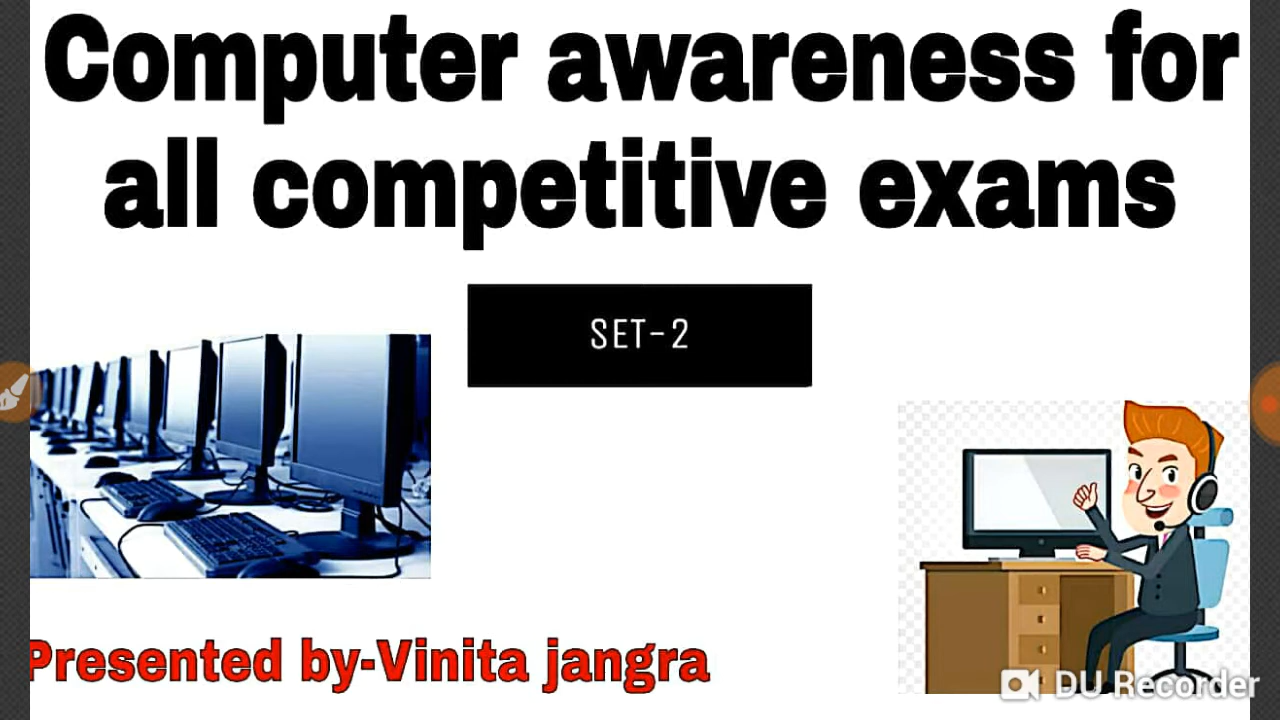 Computer awareness for
all competitive exams
SET-2
Presented by-Vinita jangra
DU Recorder